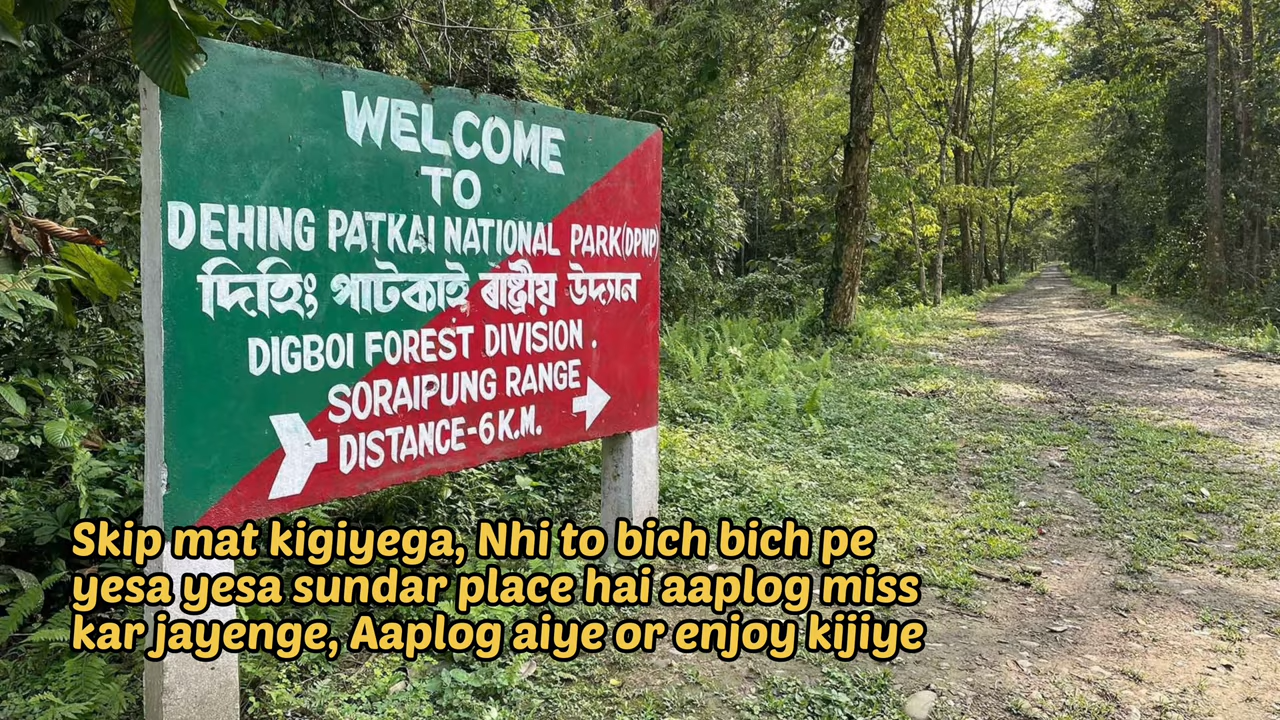 WELCOME
TO
DEHING PATKAI NATIONAL PARK(DPNP)
দিহিং পাটকাই ৰাষ্ট্ৰীয় উদ্যান
DIGBOI FOREST DIVISION .
SORAIPUNG RANGE
DISTANCE-6 K.M.
Skip mat kigiyega, Nhi to bich bich pe
yesa yesa sundar place hai aaplog miss
kar jayenge, Aaplog aiye or enjoy kijiye